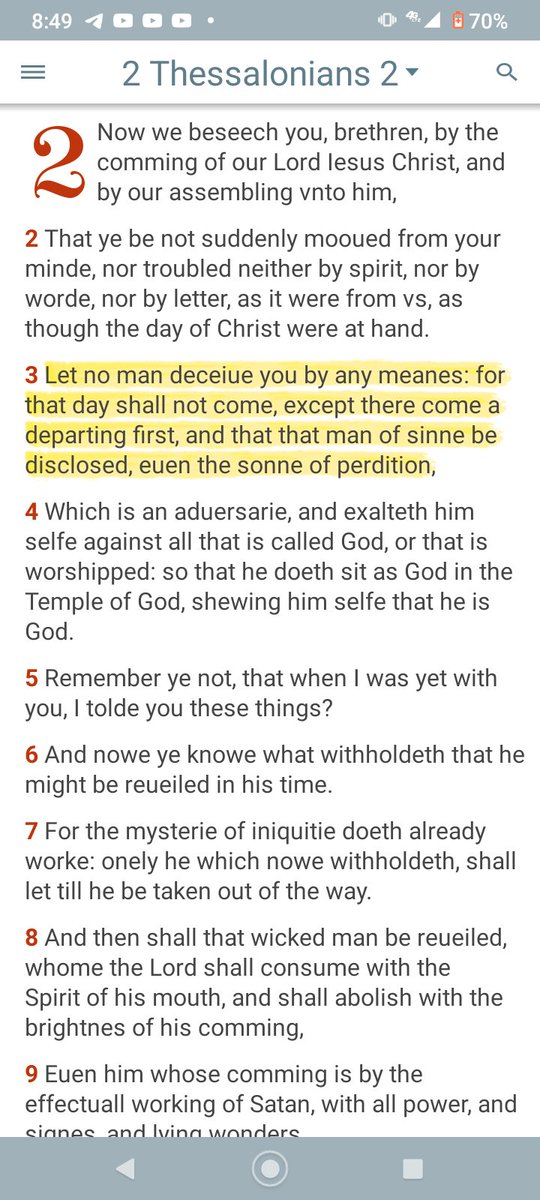 8:49 70%
2 Thessalonians 2
2 Now we beseech you, brethren, by the
comming of our Lord Iesus Christ, and
by our assembling vnto him,
2 That ye be not suddenly mooued from your
minde, nor troubled neither by spirit, nor by
worde, nor by letter, as it were from vs, as
though the day of Christ were at hand.
3 Let no man deceiue you by any meanes: for
that day shall not come, except there come a
departing first, and that that man of sinne be
disclosed, euen the sonne of perdition,
4 Which is an aduersarie, and exalteth him
selfe against all that is called God, or that is
worshipped: so that he doeth sit as God in the
Temple of God, shewing him selfe that he is
God.
5 Remember ye not, that when I was yet with
you, I tolde you these things?
6 And nowe ye knowe what withholdeth that he
might be reueiled in his time.
7 For the mysterie of iniquitie doeth already
worke: onely he which nowe withholdeth, shall
let till he be taken out of the way.
8 And then shall that wicked man be reueiled,
whome the Lord shall consume with the
Spirit of his mouth, and shall abolish with the
brightnes of his comming,
9 Euen him whose comming is by the
effectuall working of Satan, with all power, and
signes, and lying wonders